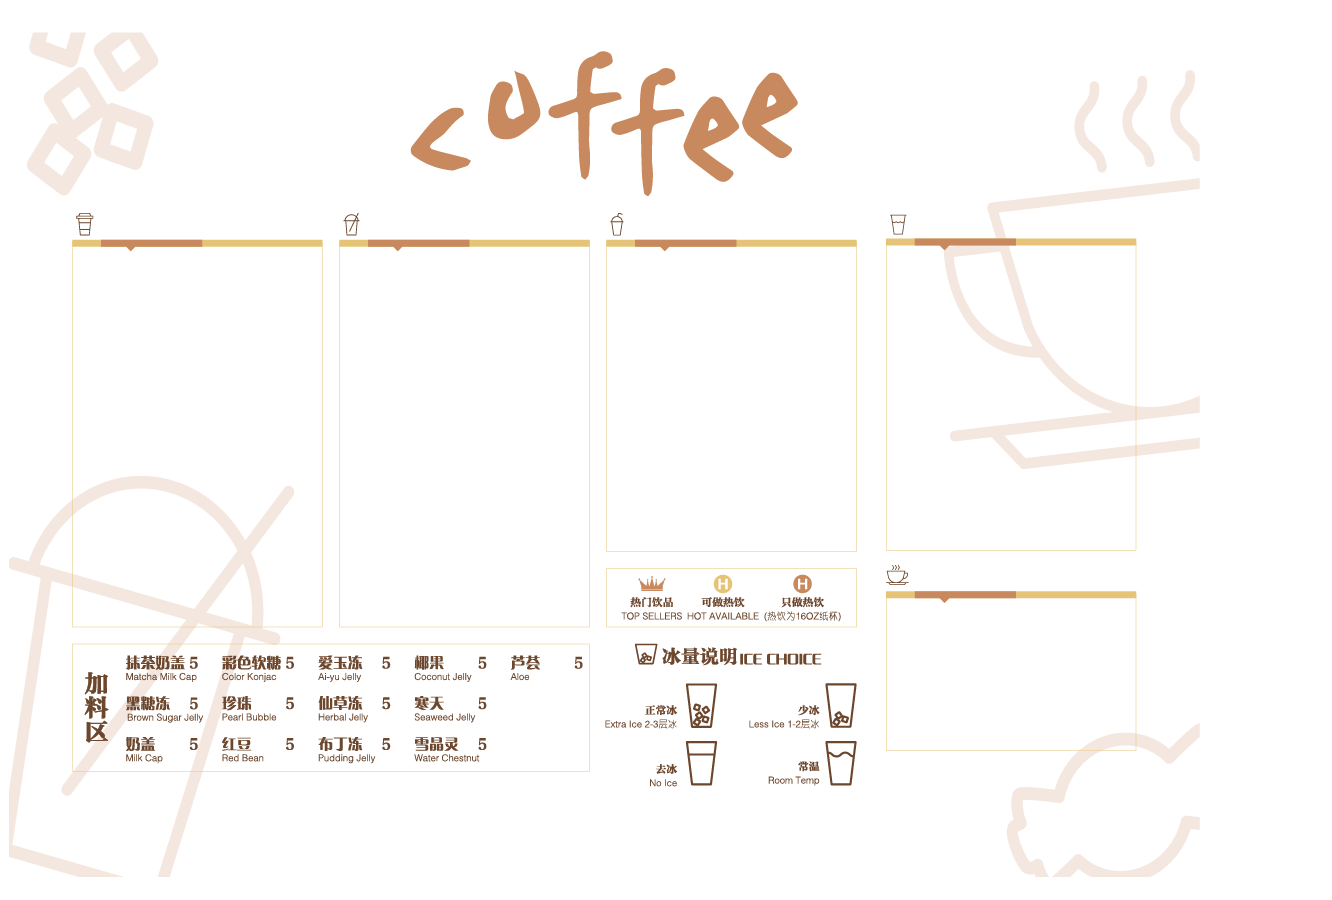 coffee
热门饮品 可做热饮 只做热饮
TOP SELLERS HOT AVAILABLE (热饮为16OZ纸杯)
加料区
抹茶奶盖 5 彩色软糖 5 爱玉冻 5 椰果 5 芦荟 5
Matcha Milk Cap Color Konjac Ai-yu Jelly Coconut Jelly Aloe
黑糖冻 5 珍珠 5 仙草冻 5 寒天 5
Brown Sugar Jelly Pearl Bubble Herbal Jelly Seaweed Jelly
奶盖 5 红豆 5 布丁冻 5 雪晶灵 5
Milk Cap Red Bean Pudding Jelly Water Chestnut
冰量说明 ICE CHOICE
正常冰 少冰
Extra Ice 2-3层冰 Less Ice 1-2层冰
去冰 常温
No Ice Room Temp